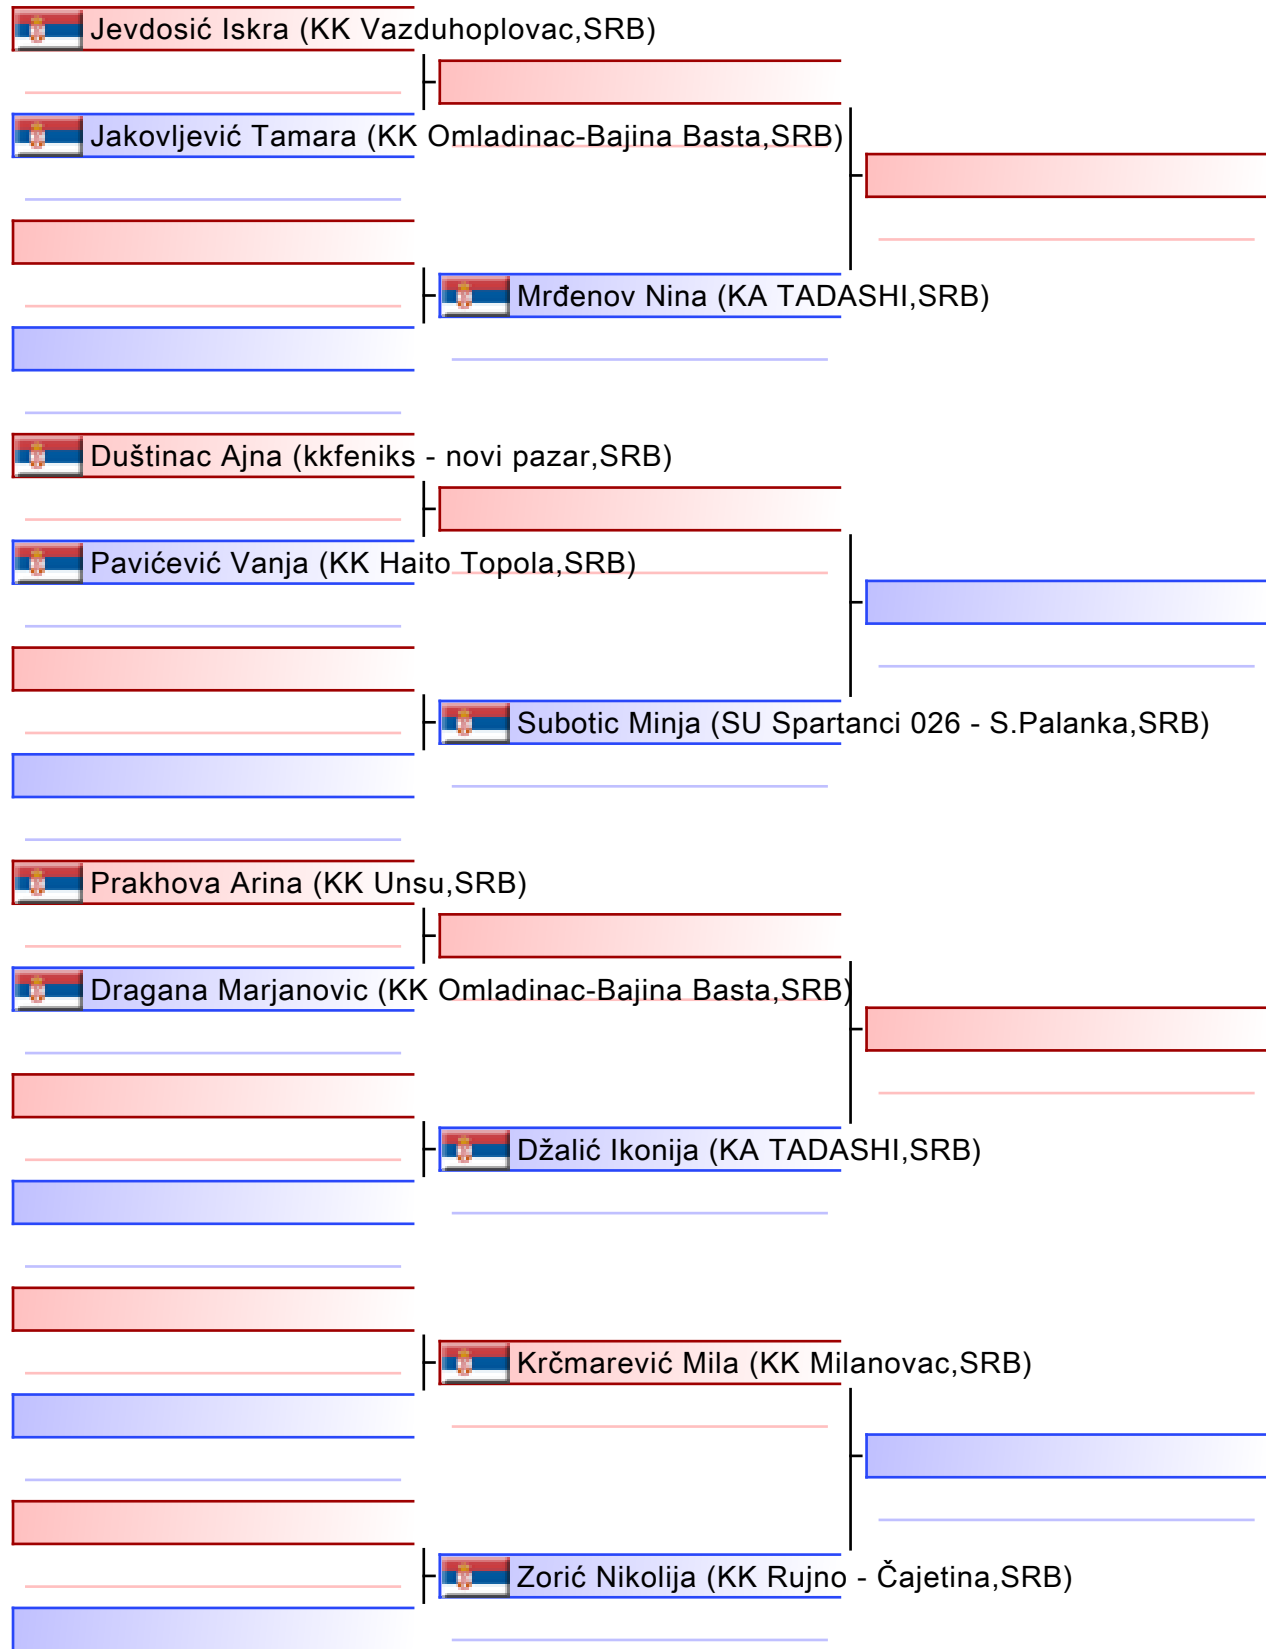 Jevdosić Iskra (KK Vazduhoplovac,SRB)
Jakovljević Tamara (KK Omladinac-Bajina Basta,SRB)
Mrđenov Nina (KA TADASHI,SRB)
Duštinac Ajna (kkfeniks - novi pazar,SRB)
Pavićević Vanja (KK Haito Topola,SRB)
Subotic Minja (SU Spartanci 026 - S.Palanka,SRB)
Prakhova Arina (KK Unsu,SRB)
Dragana Marjanovic (KK Omladinac-Bajina Basta,SRB)
Džalić Ikonija (KA TADASHI,SRB)
Krčmarević Mila (KK Milanovac,SRB)
Zorić Nikolija (KK Rujno - Čajetina,SRB)